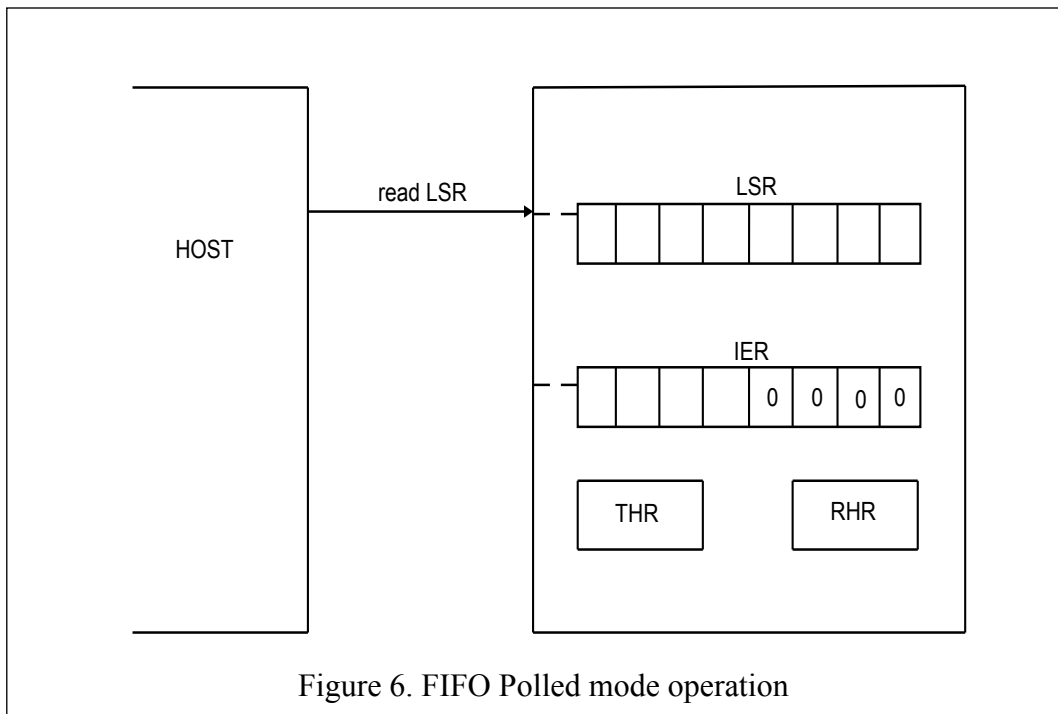 read LSR
LSR
HOST
IER
0 0 0 0
THR
RHR
Figure 6. FIFO Polled mode operation